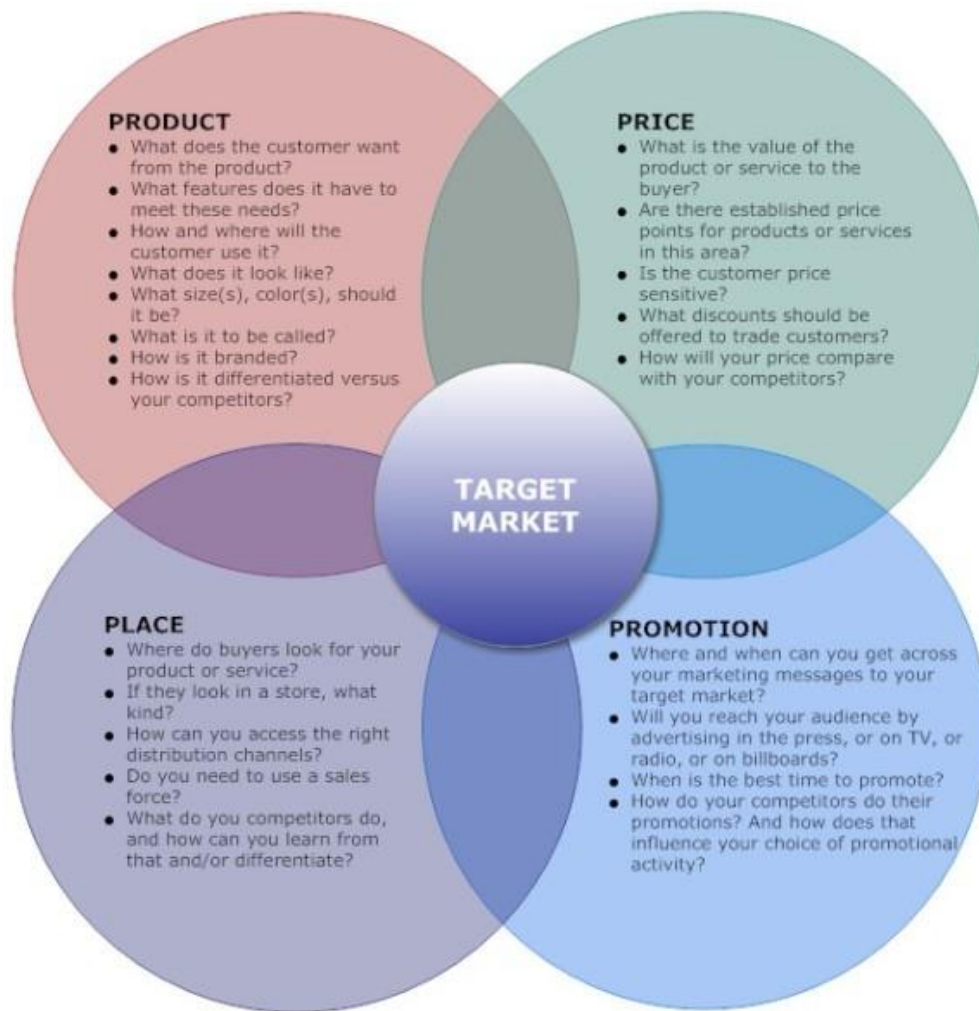 PRODUCT
● What does the customer want
from the product?
● What features does it have to
meet these needs?
● How and where will the
customer use it?
● What does it look like?
● What size(s), color(s), should
it be?
● What is it to be called?
● How is it branded?
● How is it differentiated versus
your competitors?
PRICE
● What is the value of the
product or service to the
buyer?
● Are there established price
points for products or services
in this area?
● Is the customer price
sensitive?
● What discounts should be
offered to trade customers?
● How will your price compare
with your competitors?
TARGET
MARKET
PLACE
● Where do buyers look for your
product or service?
● If they look in a store, what
kind?
● How can you access the right
distribution channels?
● Do you need to use a sales
force?
● What do you competitors do,
and how can you learn from
that and/or differentiate?
PROMOTION
● Where and when can you get across
your marketing messages to your
target market?
● Will you reach your audience by
advertising in the press, or on TV, or
radio, or on billboards?
● When is the best time to promote?
● How do your competitors do their
promotions? And how does that
influence your choice of promotional
activity?